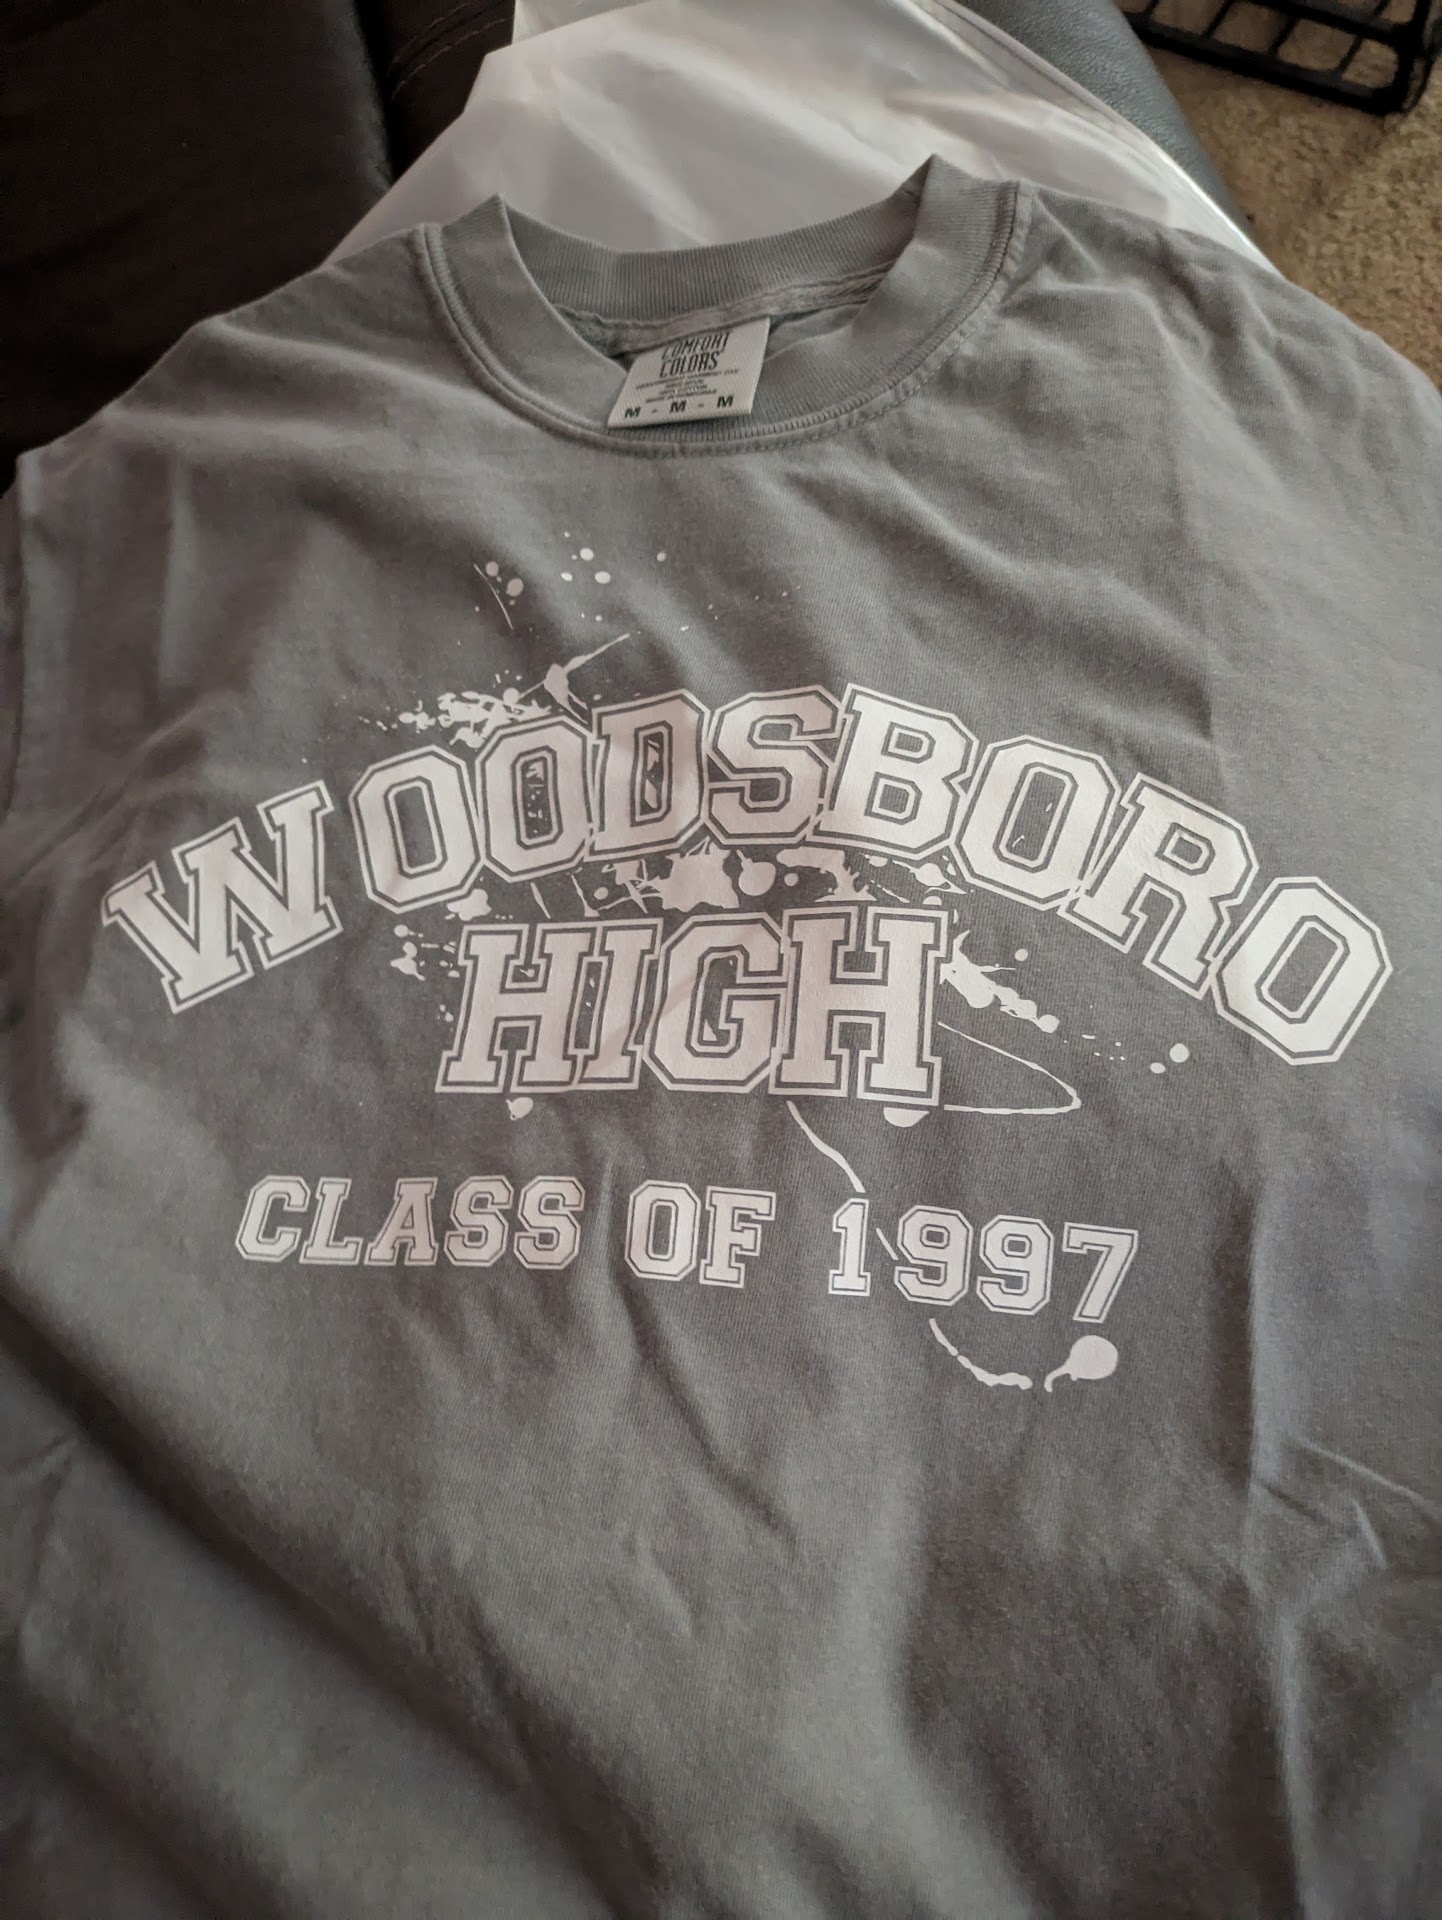 COMFORT
COLORS
M - M - M
WOODSBORO
HIGH
CLASS OF 1997